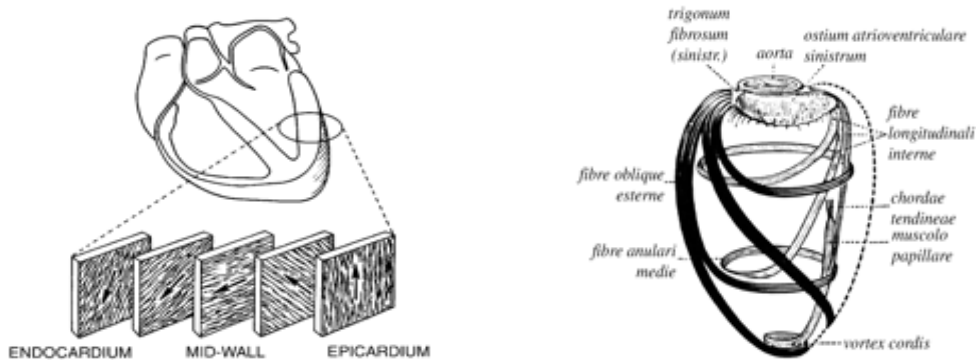 ENDOCARDIUM
MID-WALL
EPICARDIUM
trigonum
fibrosum
(sinistr.)
aorta
ostium atrioventriculare
sinistrum
fibre
longitudinali
interne
fibre oblique
esterne
chordae
tendineae
muscolo
papillare
fibre anulari
medie
vortex cordis